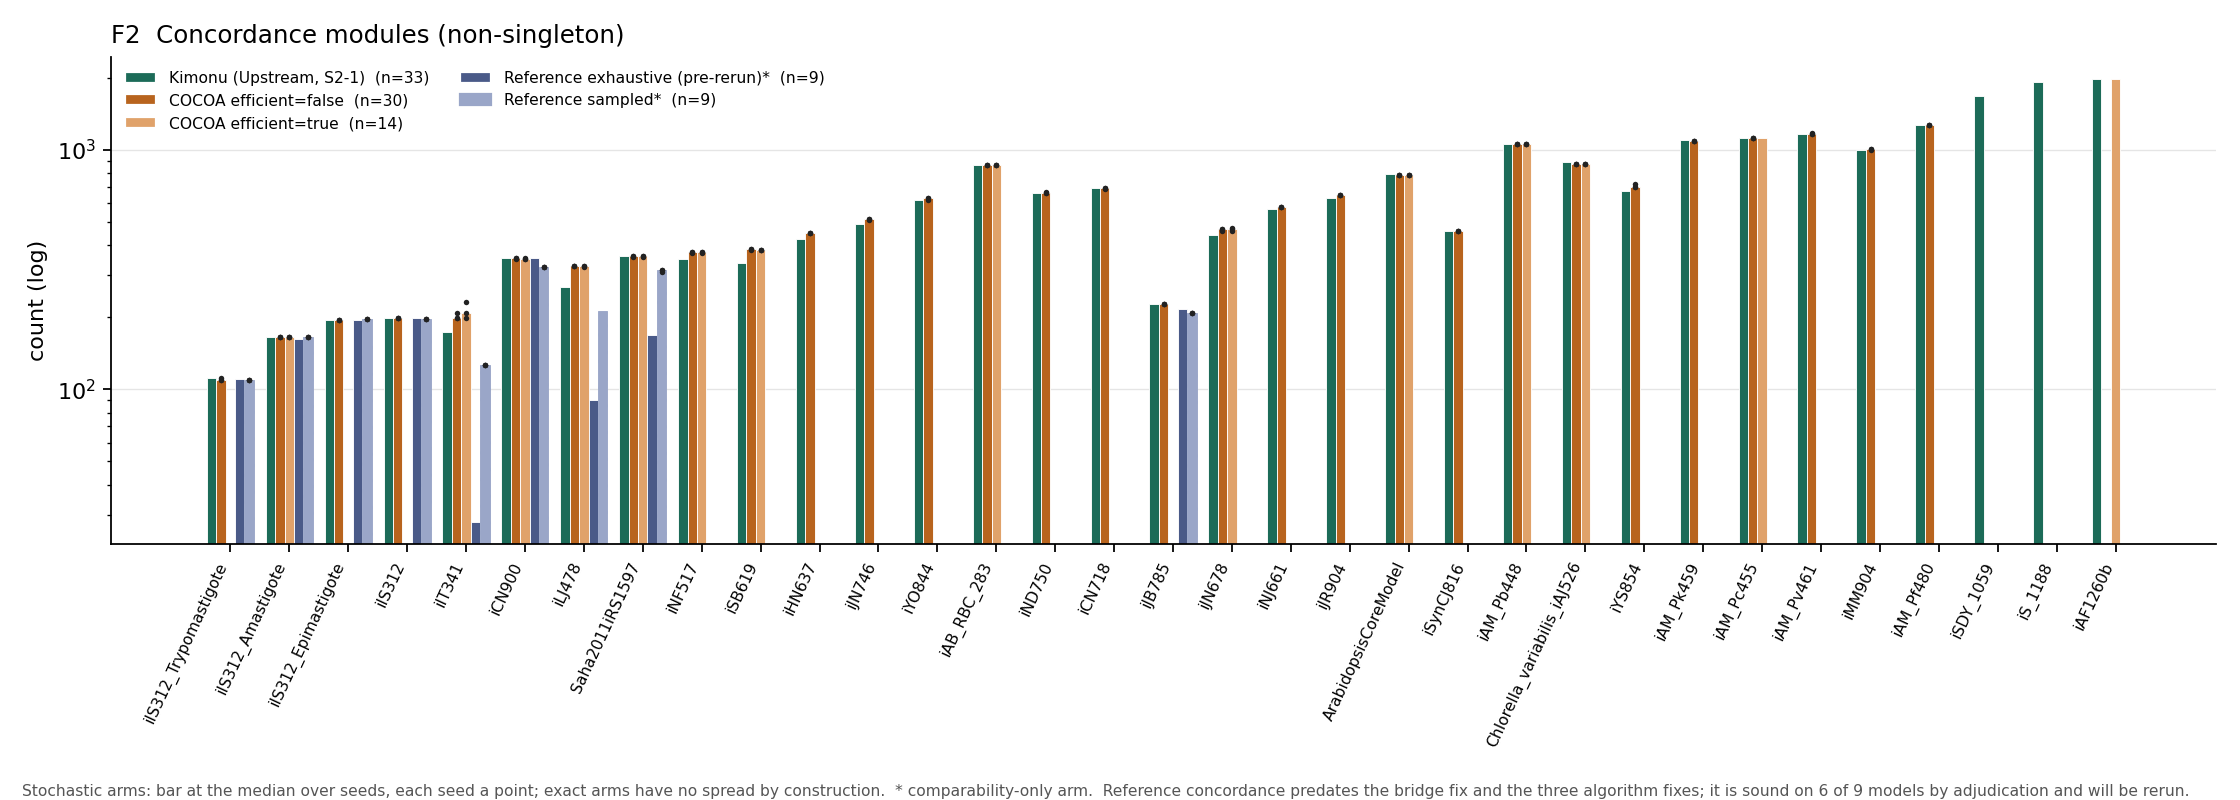 F2  Concordance modules (non-singleton)
Kimonu (Upstream, S2-1)  (n=33)
COCOA efficient=false  (n=30)
COCOA efficient=true  (n=14)
Reference exhaustive (pre-rerun)*  (n=9)
Reference sampled*  (n=9)
count (log)
10³
10²
iIS312_Trypomastigote
iIS312_Amastigote
iIS312_Epimastigote
iIS312
iIT341
iCN900
iLJ478
Saha2011iRS1597
iNF517
iSB619
iHN637
iJN746
iYO844
iAB_RBC_283
iND750
iCN718
iJB785
iJN678
iNJ661
iJR904
ArabidopsisCoreModel
iSynCJ816
iAM_Pb448
Chlorella_variabilis_iAJ526
iYS854
iAM_Pk459
iAM_Pc455
iAM_Pv461
iMM904
iAM_Pf480
iSDY_1059
iS_1188
iAF1260b
Stochastic arms: bar at the median over seeds, each seed a point; exact arms have no spread by construction.  * comparability-only arm.  Reference concordance predates the bridge fix and the three algorithm fixes; it is sound on 6 of 9 models by adjudication and will be rerun.